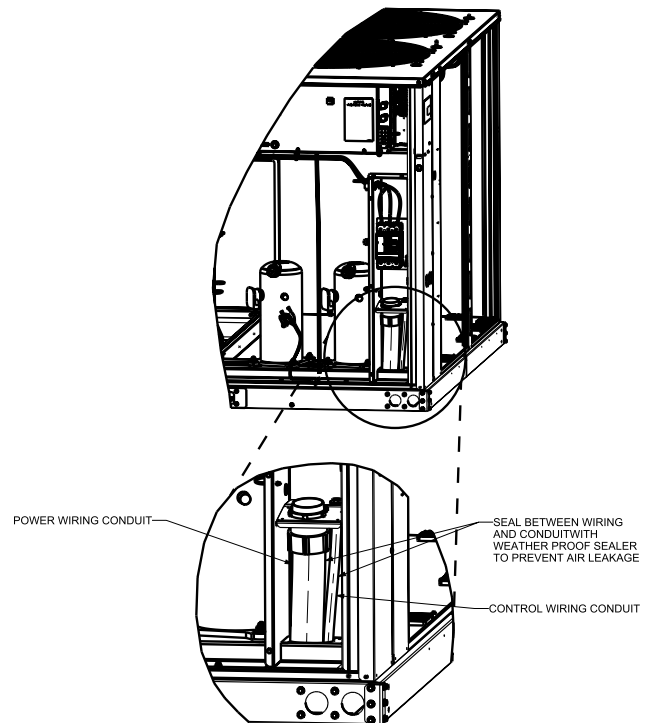 POWER WIRING CONDUIT
SEAL BETWEEN WIRING
AND CONDUITWITH
WEATHER PROOF SEALER
TO PREVENT AIR LEAKAGE
CONTROL WIRING CONDUIT